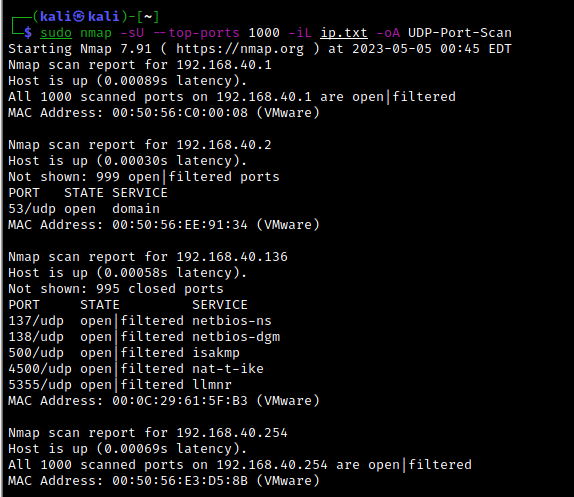 ┌──(kali㉿kali)-[~]
└─$ sudo nmap -sU --top-ports 1000 -iL ip.txt -oA UDP-Port-Scan
Starting Nmap 7.91 ( https://nmap.org ) at 2023-05-05 00:45 EDT
Nmap scan report for 192.168.40.1
Host is up (0.00089s latency).
All 1000 scanned ports on 192.168.40.1 are open|filtered
MAC Address: 00:50:56:C0:00:08 (VMware)

Nmap scan report for 192.168.40.2
Host is up (0.00030s latency).
Not shown: 999 open|filtered ports
PORT   STATE SERVICE
53/udp open  domain
MAC Address: 00:50:56:EE:91:34 (VMware)

Nmap scan report for 192.168.40.136
Host is up (0.00058s latency).
Not shown: 995 closed ports
PORT     STATE         SERVICE
137/udp  open|filtered netbios-ns
138/udp  open|filtered netbios-dgm
500/udp  open|filtered isakmp
4500/udp open|filtered nat-t-ike
5355/udp open|filtered llmnr
MAC Address: 00:0C:29:61:5F:B3 (VMware)

Nmap scan report for 192.168.40.254
Host is up (0.00069s latency).
All 1000 scanned ports on 192.168.40.254 are open|filtered
MAC Address: 00:50:56:E3:D5:8B (VMware)